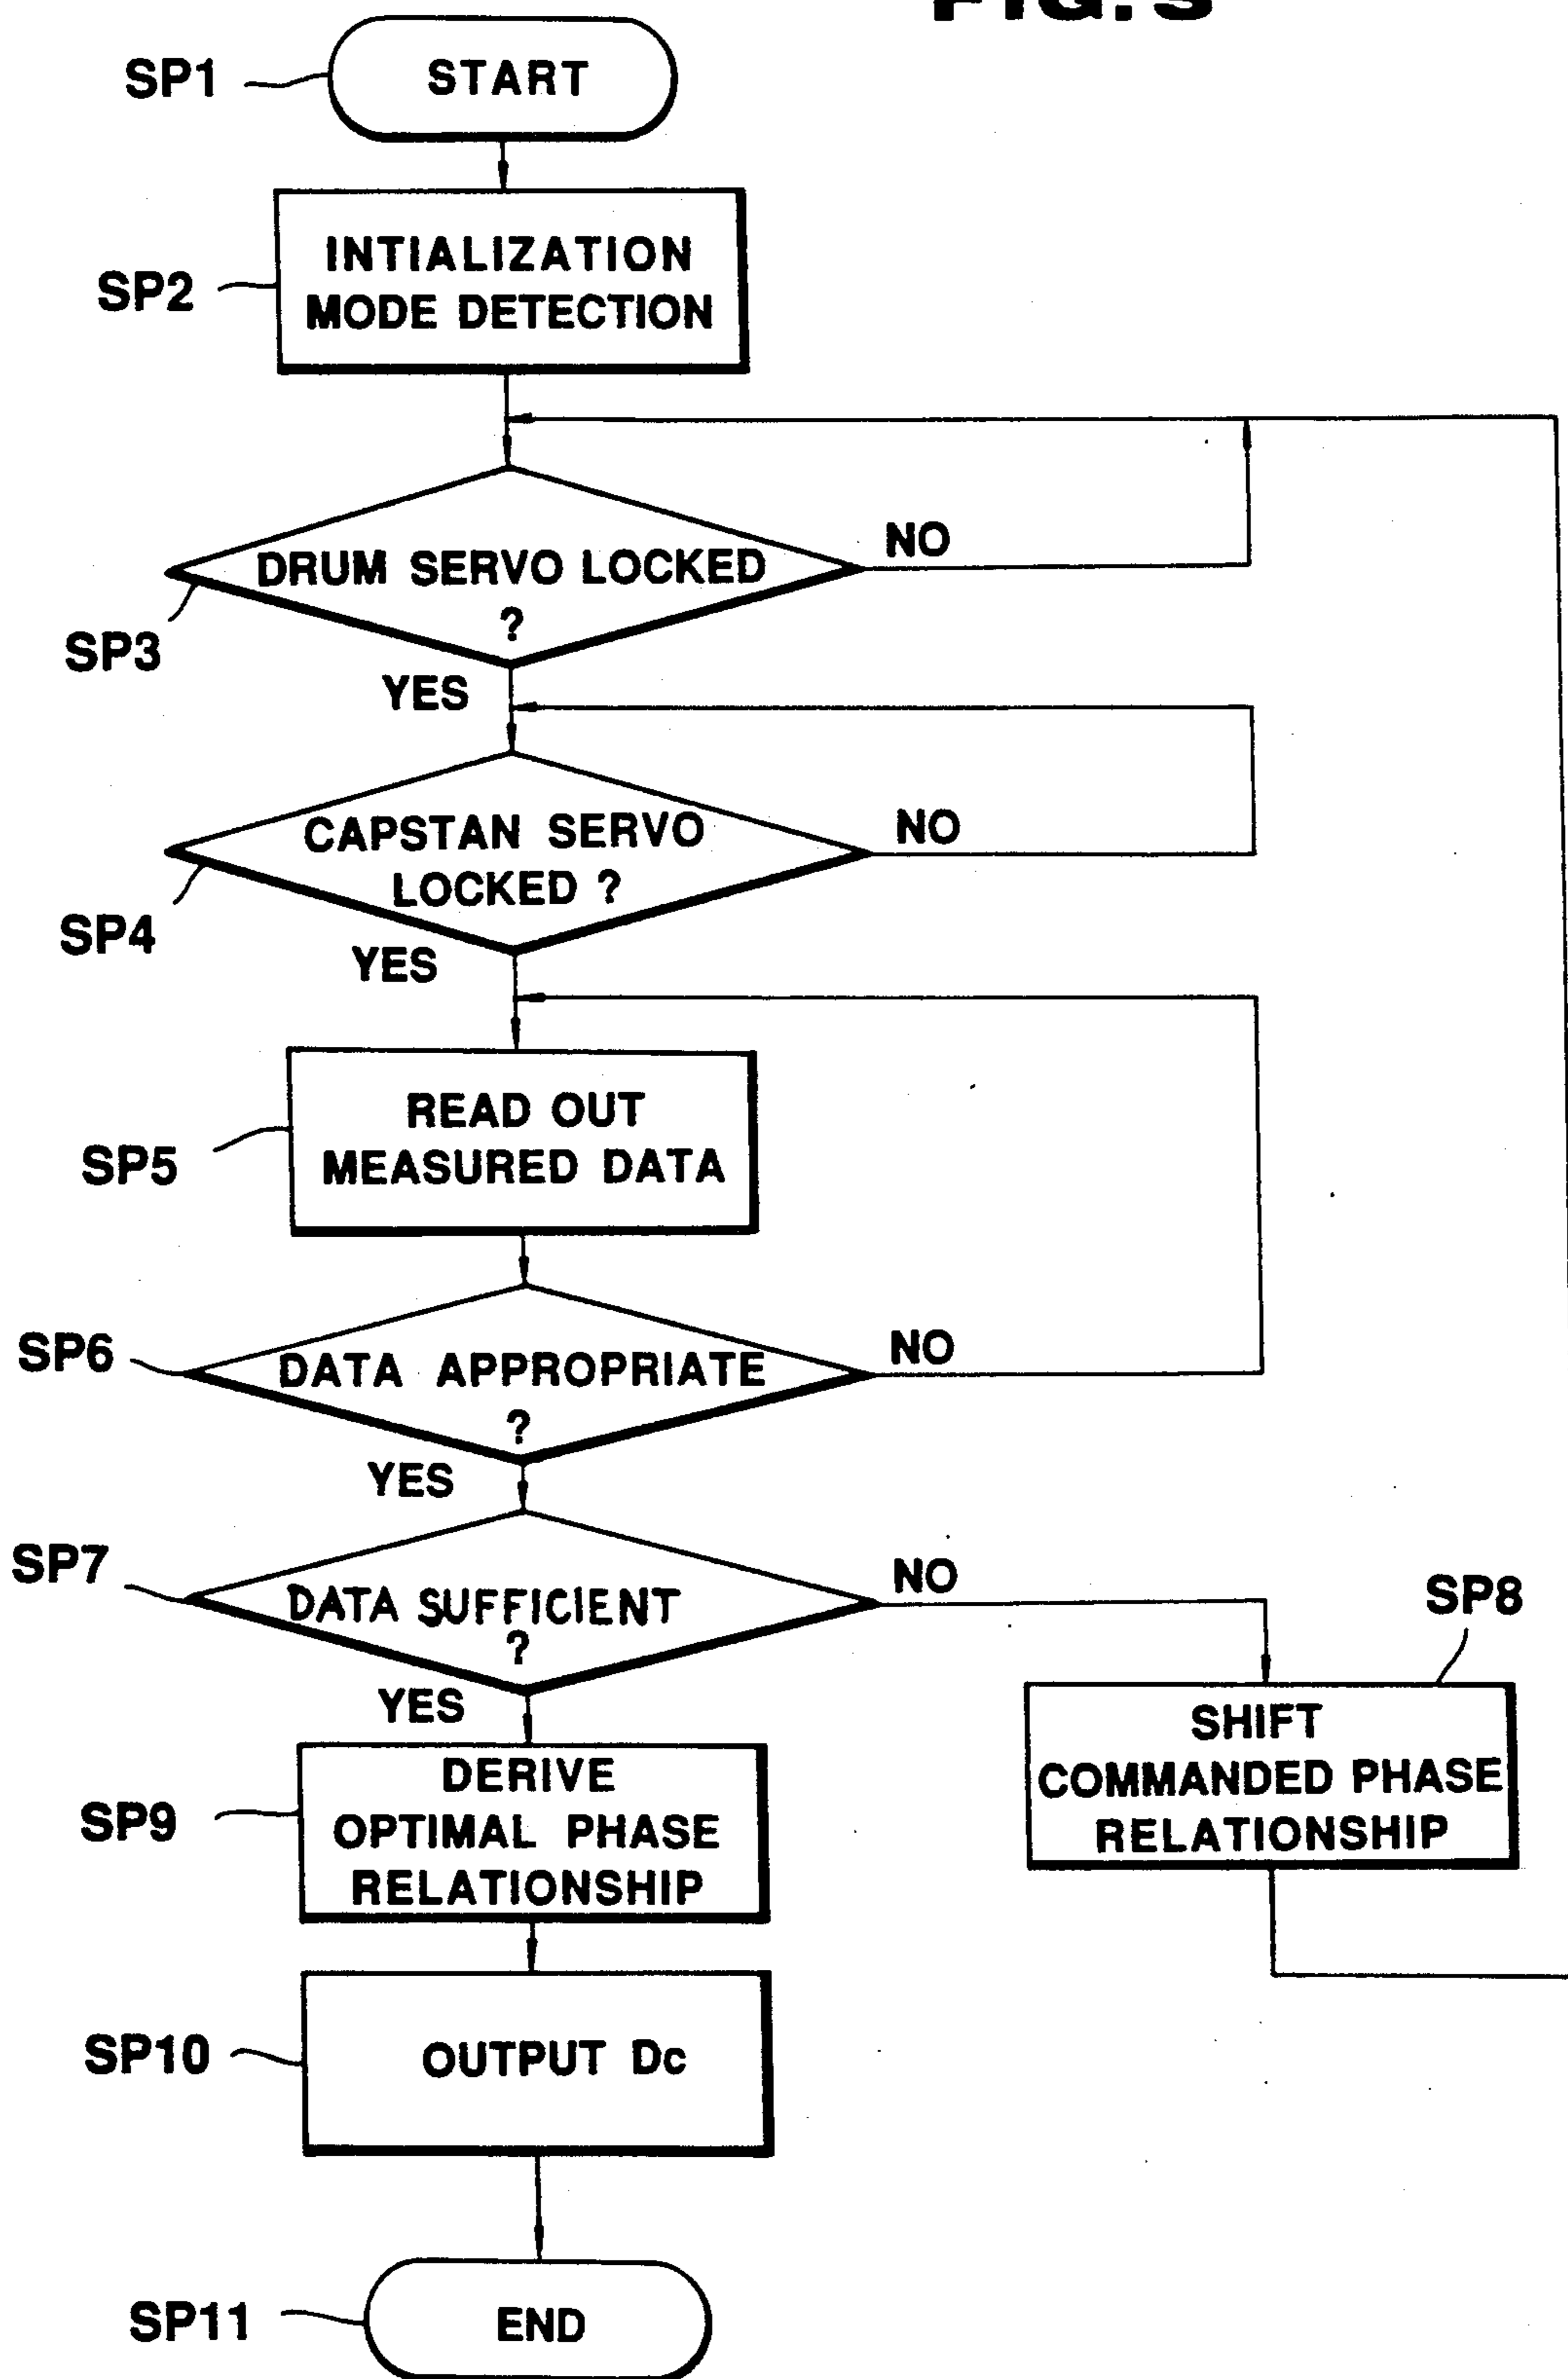 SP1
START
SP2
INTIALIZATION
MODE DETECTION
NO
DRUM SERVO LOCKED
?
SP3
YES
NO
CAPSTAN SERVO
LOCKED ?
SP4
YES
READ OUT
MEASURED DATA
SP5
SP6
NO
DATA APPROPRIATE
?
YES
SP7
NO
DATA SUFFICIENT
?
SP8
YES
SHIFT
COMMANDED PHASE
RELATIONSHIP
SP9
DERIVE
OPTIMAL PHASE
RELATIONSHIP
SP10
OUTPUT Dc
SP11
END